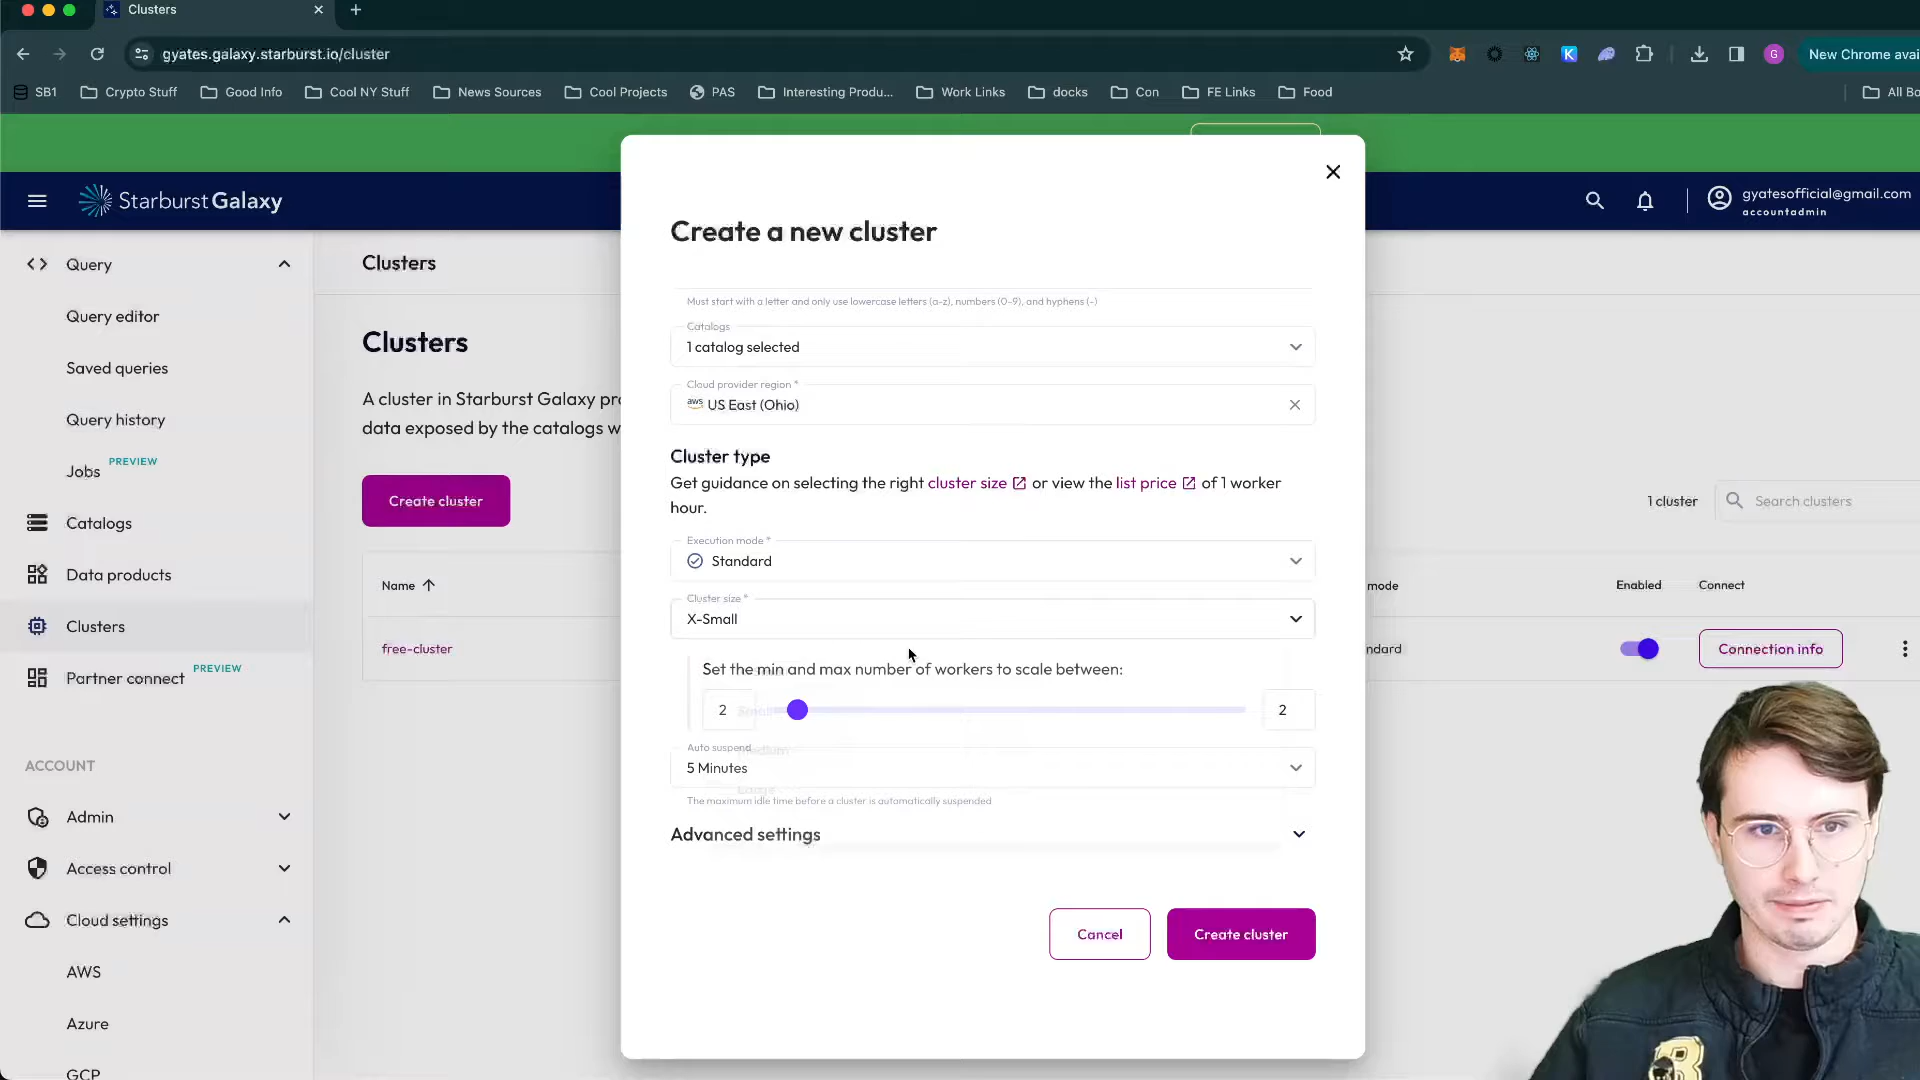 Clusters
gyates.galaxy.starburst.io/cluster
New Chrome avai
SB1
Crypto Stuff
Good Info
Cool NY Stuff
News Sources
Cool Projects
PAS
Interesting Produ...
Work Links
docks
Con
FE Links
Food
All Bo
Starburst Galaxy
gyatesofficial@gmail.com
accountadmin
Query
Query editor
Saved queries
Query history
Jobs PREVIEW
Catalogs
Data products
Clusters
Partner connect PREVIEW
ACCOUNT
Admin
Access control
Cloud settings
AWS
Azure
GCP
Clusters
Clusters
A cluster in Starburst Galaxy pr
data exposed by the catalogs w
Create cluster
1 cluster
Search clusters
Name
mode
Enabled
Connect
free-cluster
ndard
Connection info
Create a new cluster
Must start with a letter and only use lowercase letters (a-z), numbers (0-9), and hyphens (-)
Catalogs
1 catalog selected
Cloud provider region *
aws US East (Ohio)
Cluster type
Get guidance on selecting the right cluster size or view the list price of 1 worker
hour.
Execution mode *
Standard
Cluster size *
X-Small
Set the min and max number of workers to scale between:
2
Small
2
Medium
Auto suspend
5 Minutes
Large
The maximum idle time before a cluster is automatically suspended
Advanced settings
Cancel
Create cluster